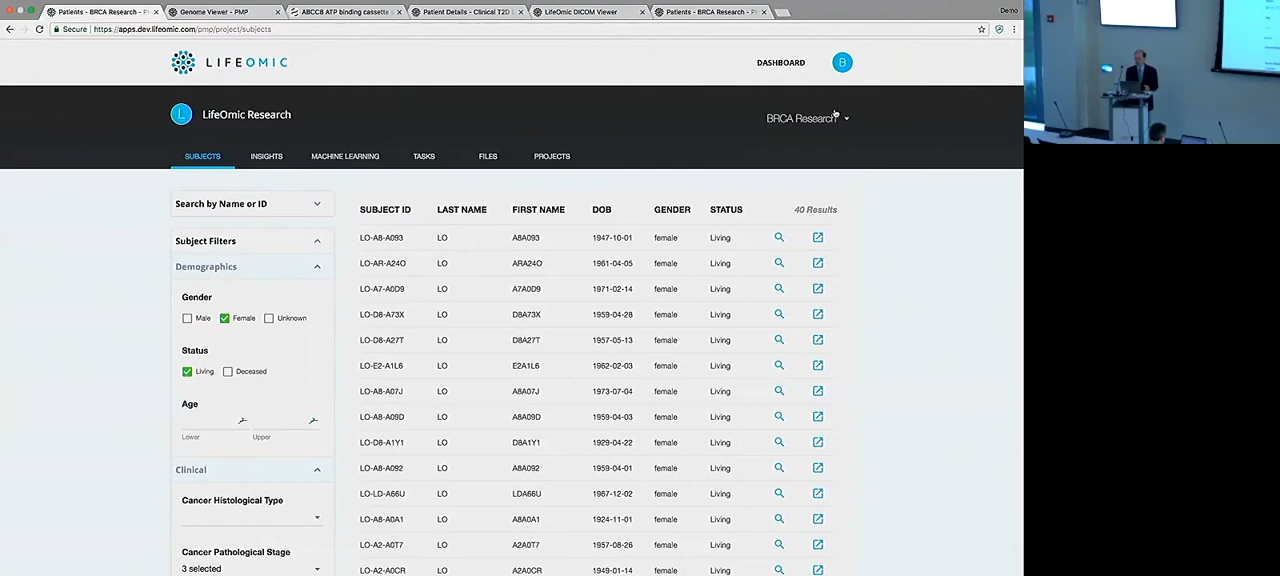 Patients - BRCA Research - P
Genome Viewer - PMP
ABCCB ATP binding cassette
Patient Details - Clinical T2D
LifeOmic DICOM Viewer
Patients - BRCA Research - P
Demo
Secure https://apps.dev.lifeomic.com/pmp/project/subjects
LIFEOMIC
DASHBOARD
B
L
LifeOmic Research
BRCA Research
SUBJECTS INSIGHTS MACHINE LEARNING TASKS FILES PROJECTS
Search by Name or ID
Subject Filters
Demographics
Gender
Male Female Unknown
Status
Living Deceased
Age
Lower Upper
Clinical
Cancer Histological Type
Cancer Pathological Stage
3 selected
SUBJECT ID LAST NAME FIRST NAME DOB GENDER STATUS 40 Results
LO-A8-A093 LO A8A093 1947-10-01 female Living
LO-AR-A24O LO ARA24O 1961-04-05 female Living
LO-A7-A0D9 LO A7A0D9 1971-02-14 female Living
LO-D8-A73X LO D8A73X 1959-04-28 female Living
LO-D8-A27T LO D8A27T 1957-05-13 female Living
LO-E2-A1L6 LO E2A1L6 1962-02-03 female Living
LO-A8-A07J LO A8A07J 1973-07-04 female Living
LO-A8-A09D LO A8A09D 1959-04-03 female Living
LO-D8-A1Y1 LO D8A1Y1 1929-04-22 female Living
LO-A8-A092 LO A8A092 1959-04-01 female Living
LO-LD-A66U LO LDA66U 1967-12-02 female Living
LO-A8-A0A1 LO A8A0A1 1924-11-01 female Living
LO-A2-A0T7 LO A2A0T7 1957-08-26 female Living
LO-A2-A0CR LO A2A0CR 1949-01-14 female Living